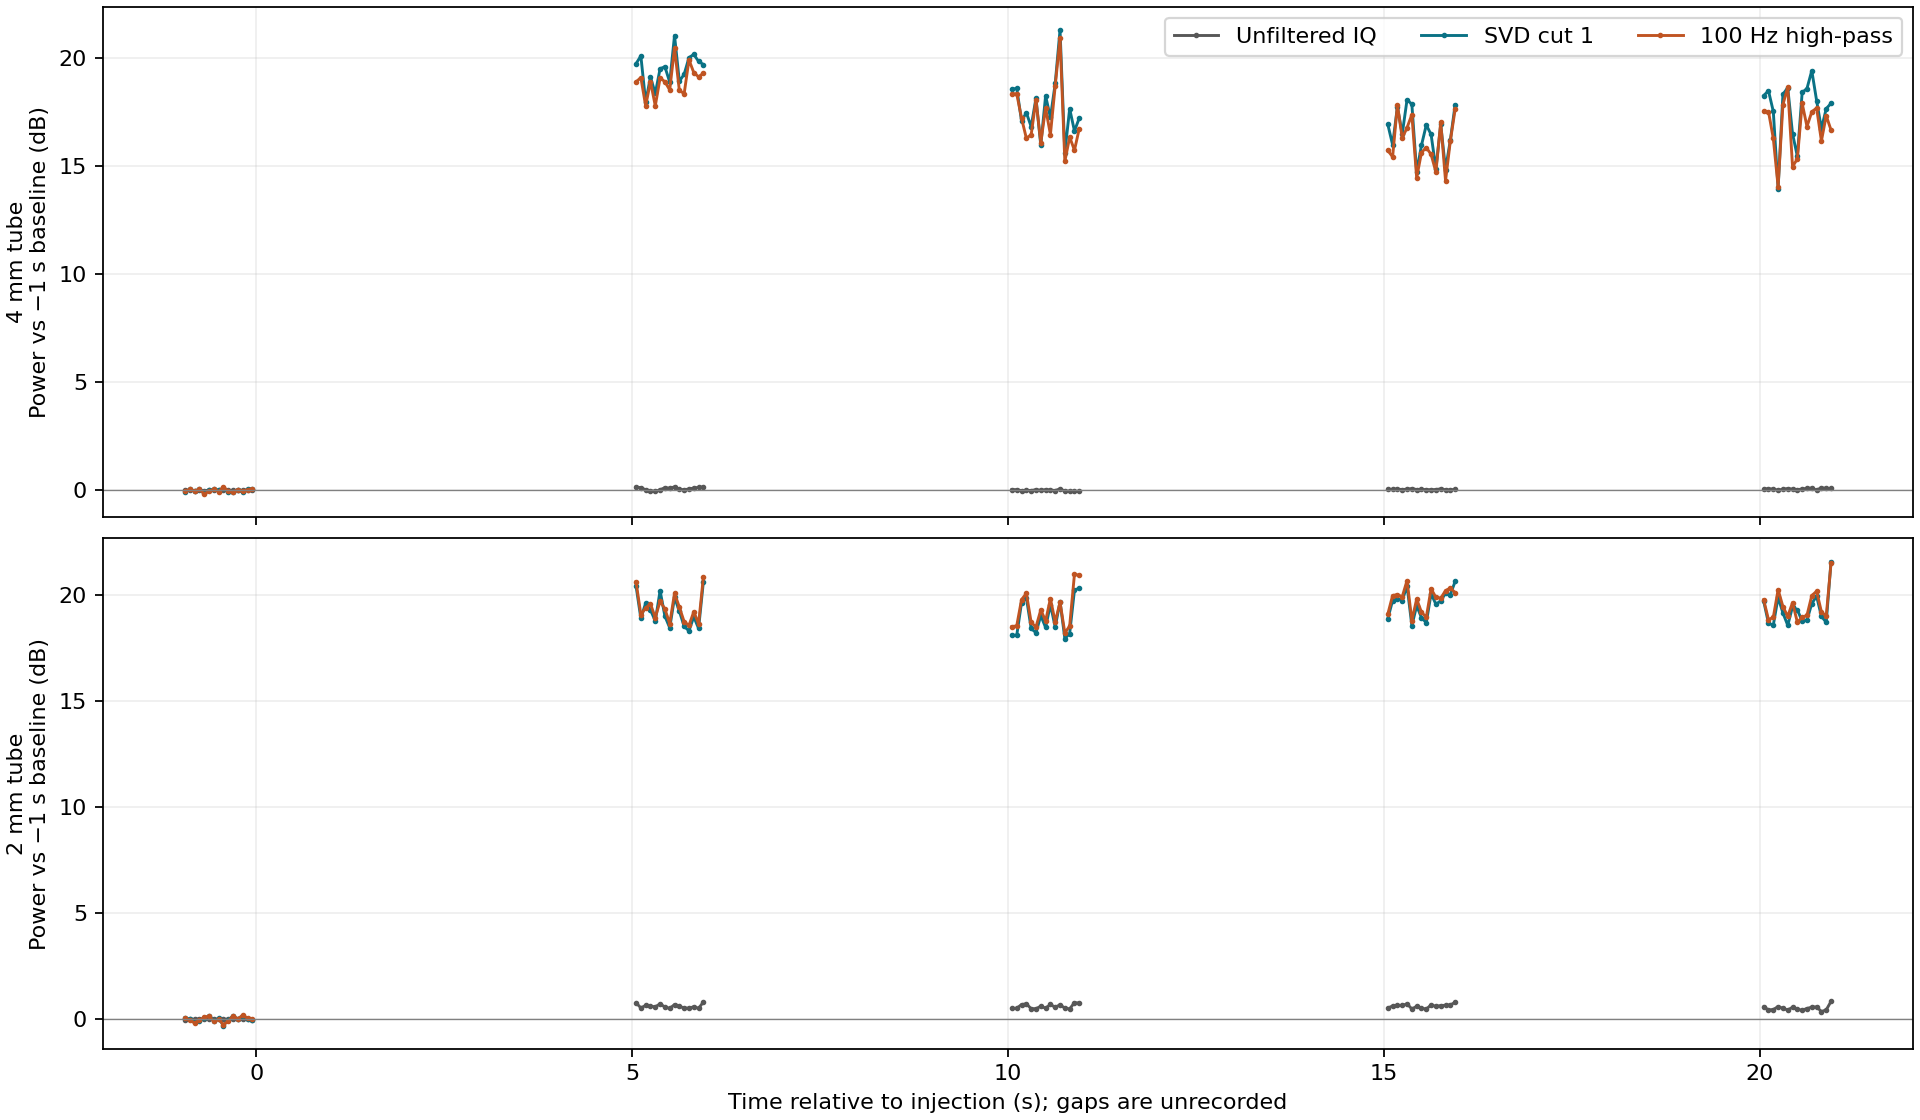 Unfiltered IQ
SVD cut 1
100 Hz high-pass
4 mm tube
Power vs −1 s baseline (dB)
20
15
10
5
0
2 mm tube
Power vs −1 s baseline (dB)
20
15
10
5
0
0
5
10
15
20
Time relative to injection (s); gaps are unrecorded